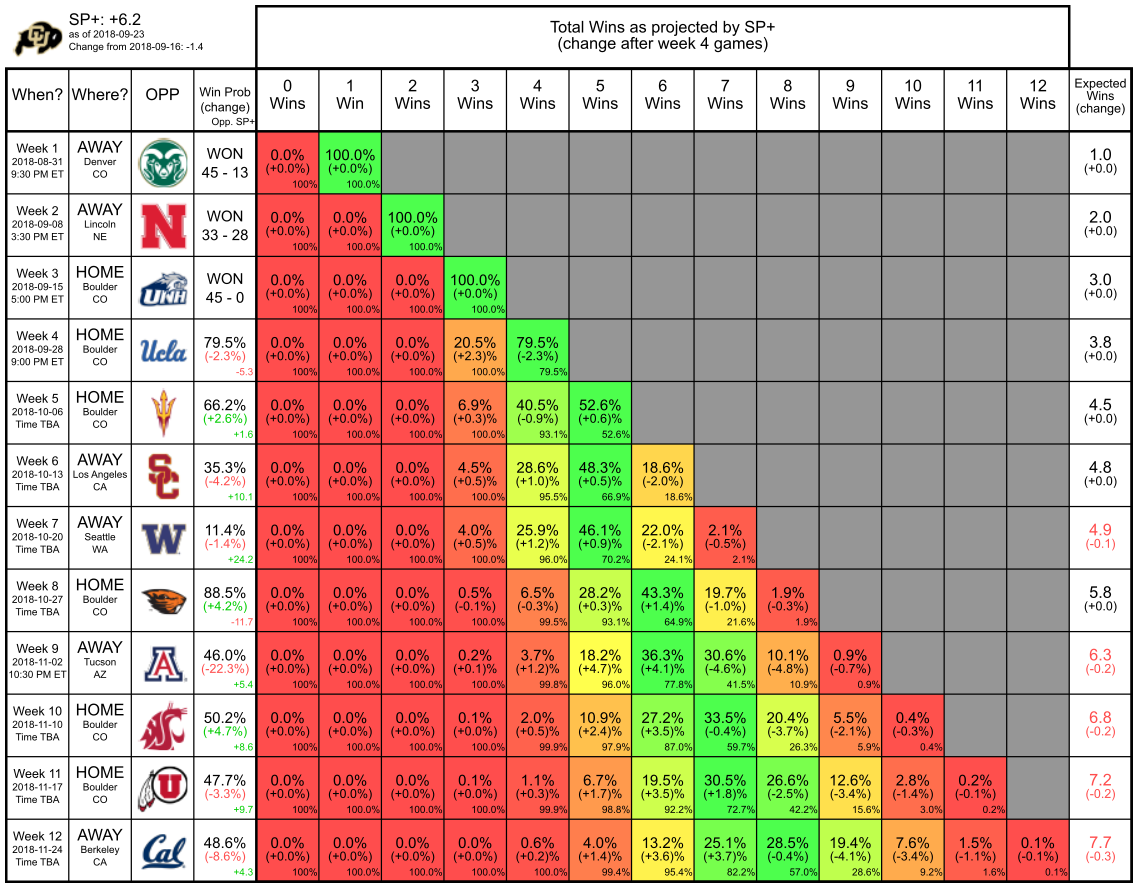 SP+: +6.2
as of 2018-09-23
Change from 2018-09-16: -1.4
Total Wins as projected by SP+
(change after week 4 games)
When? Where? OPP Win Prob (change) Opp. SP+ 0 Wins 1 Win 2 Wins 3 Wins 4 Wins 5 Wins 6 Wins 7 Wins 8 Wins 9 Wins 10 Wins 11 Wins 12 Wins Expected Wins (change)
Week 1 AWAY WON 0.0% 100.0% 1.0
2018-08-31 Denver (+0.0%) (+0.0%) (+0.0)
9:30 PM ET CO 45 - 13 100% 100.0%
Week 2 AWAY N WON 0.0% 0.0% 100.0% 2.0
2018-09-08 Lincoln (+0.0%) (+0.0%) (+0.0%) (+0.0)
3:30 PM ET NE 33 - 28 100% 100.0% 100.0%
Week 3 HOME UNH WON 0.0% 0.0% 0.0% 100.0% 3.0
2018-09-15 Boulder (+0.0%) (+0.0%) (+0.0%) (+0.0%) (+0.0)
5:00 PM ET CO 45 - 0 100% 100.0% 100.0% 100.0%
Week 4 HOME Ucla 79.5% 0.0% 0.0% 0.0% 20.5% 79.5% 3.8
2018-09-28 Boulder (-2.3%) (+0.0%) (+0.0%) (+0.0%) (+2.3)% (-2.3)% (+0.0)
9:00 PM ET CO -5.3 100% 100.0% 100.0% 100.0% 79.5%
Week 5 HOME 66.2% 0.0% 0.0% 0.0% 6.9% 40.5% 52.6% 4.5
2018-10-06 Boulder (+2.6%) (+0.0%) (+0.0%) (+0.0%) (+0.3)% (-0.9)% (+0.6)% (+0.0)
Time TBA CO +1.6 100% 100.0% 100.0% 100.0% 93.1% 52.6%
Week 6 AWAY SC 35.3% 0.0% 0.0% 0.0% 4.5% 28.6% 48.3% 18.6% 4.8
2018-10-13 Los Angeles (-4.2%) (+0.0%) (+0.0%) (+0.0%) (+0.5)% (+1.0)% (+0.5)% (-2.0)% (+0.0)
Time TBA CA +10.1 100% 100.0% 100.0% 100.0% 95.5% 66.9% 18.6%
Week 7 AWAY W 11.4% 0.0% 0.0% 0.0% 4.0% 25.9% 46.1% 22.0% 2.1% 4.9
2018-10-20 Seattle (-1.4%) (+0.0%) (+0.0%) (+0.0%) (+0.5)% (+1.2)% (+0.9)% (-2.1)% (-0.5)% (-0.1)
Time TBA WA +24.2 100% 100.0% 100.0% 100.0% 96.0% 70.2% 24.1% 2.1%
Week 8 HOME 88.5% 0.0% 0.0% 0.0% 0.5% 6.5% 28.2% 43.3% 19.7% 1.9% 5.8
2018-10-27 Boulder (+4.2%) (+0.0%) (+0.0%) (+0.0%) (-0.1)% (-0.3)% (+0.3)% (+1.4)% (-1.0)% (-0.3)% (+0.0)
Time TBA CO -11.7 100% 100.0% 100.0% 100.0% 99.5% 93.1% 64.9% 21.6% 1.9%
Week 9 AWAY A 46.0% 0.0% 0.0% 0.0% 0.2% 3.7% 18.2% 36.3% 30.6% 10.1% 0.9% 6.3
2018-11-02 Tucson (-22.3%) (+0.0%) (+0.0%) (+0.0%) (+0.1)% (+1.2)% (+4.7)% (+4.1)% (-4.6)% (-4.8)% (-0.7)% (-0.2)
10:30 PM ET AZ +5.4 100% 100.0% 100.0% 100.0% 99.8% 96.0% 77.8% 41.5% 10.9% 0.9%
Week 10 HOME 50.2% 0.0% 0.0% 0.0% 0.1% 2.0% 10.9% 27.2% 33.5% 20.4% 5.5% 0.4% 6.8
2018-11-10 Boulder (+4.7%) (+0.0%) (+0.0%) (+0.0%) (+0.0)% (+0.5)% (+2.4)% (+3.5)% (-0.4)% (-3.7)% (-2.1)% (-0.3)% (-0.2)
Time TBA CO +8.6 100% 100.0% 100.0% 100.0% 99.9% 97.9% 87.0% 59.7% 26.3% 5.9% 0.4%
Week 11 HOME U 47.7% 0.0% 0.0% 0.0% 0.1% 1.1% 6.7% 19.5% 30.5% 26.6% 12.6% 2.8% 0.2% 7.2
2018-11-17 Boulder (-3.3%) (+0.0%) (+0.0%) (+0.0%) (+0.0)% (+0.3)% (+1.7)% (+3.5)% (+1.8)% (-2.5)% (-3.4)% (-1.4)% (-0.1)% (-0.2)
Time TBA CO +9.7 100% 100.0% 100.0% 100.0% 99.9% 98.8% 92.2% 72.7% 42.2% 15.6% 3.0% 0.2%
Week 12 AWAY Cal 48.6% 0.0% 0.0% 0.0% 0.0% 0.6% 4.0% 13.2% 25.1% 28.5% 19.4% 7.6% 1.5% 0.1% 7.7
2018-11-24 Berkeley (-8.6%) (+0.0%) (+0.0%) (+0.0%) (+0.0)% (+0.2)% (+1.4)% (+3.6)% (+3.7)% (-0.4)% (-4.1)% (-3.4)% (-1.1)% (-0.1)% (-0.3)
Time TBA CA +4.3 100% 100.0% 100.0% 100.0% 100.0% 99.4% 95.4% 82.2% 57.0% 28.6% 9.2% 1.6% 0.1%